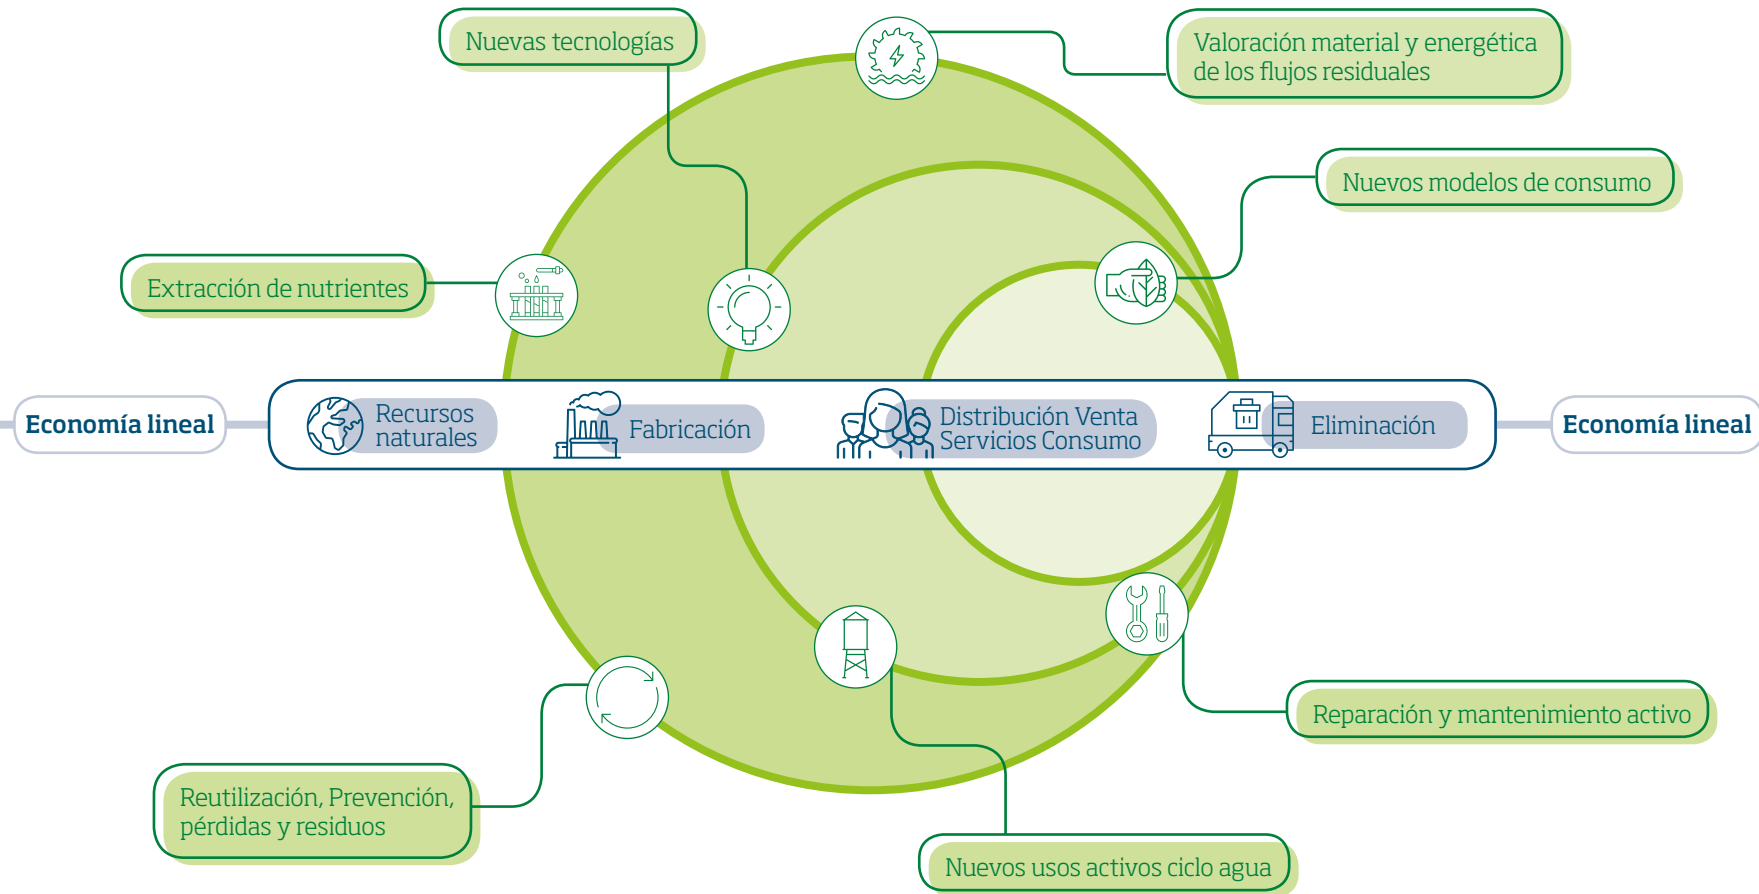 Nuevas tecnologías
Valoración material y energética
de los flujos residuales
Nuevos modelos de consumo
Extracción de nutrientes
Economía lineal
Recursos
naturales
Fabricación
Distribución Venta
Servicios Consumo
Eliminación
Economía lineal
Reparación y mantenimiento activo
Reutilización, Prevención,
pérdidas y residuos
Nuevos usos activos ciclo agua